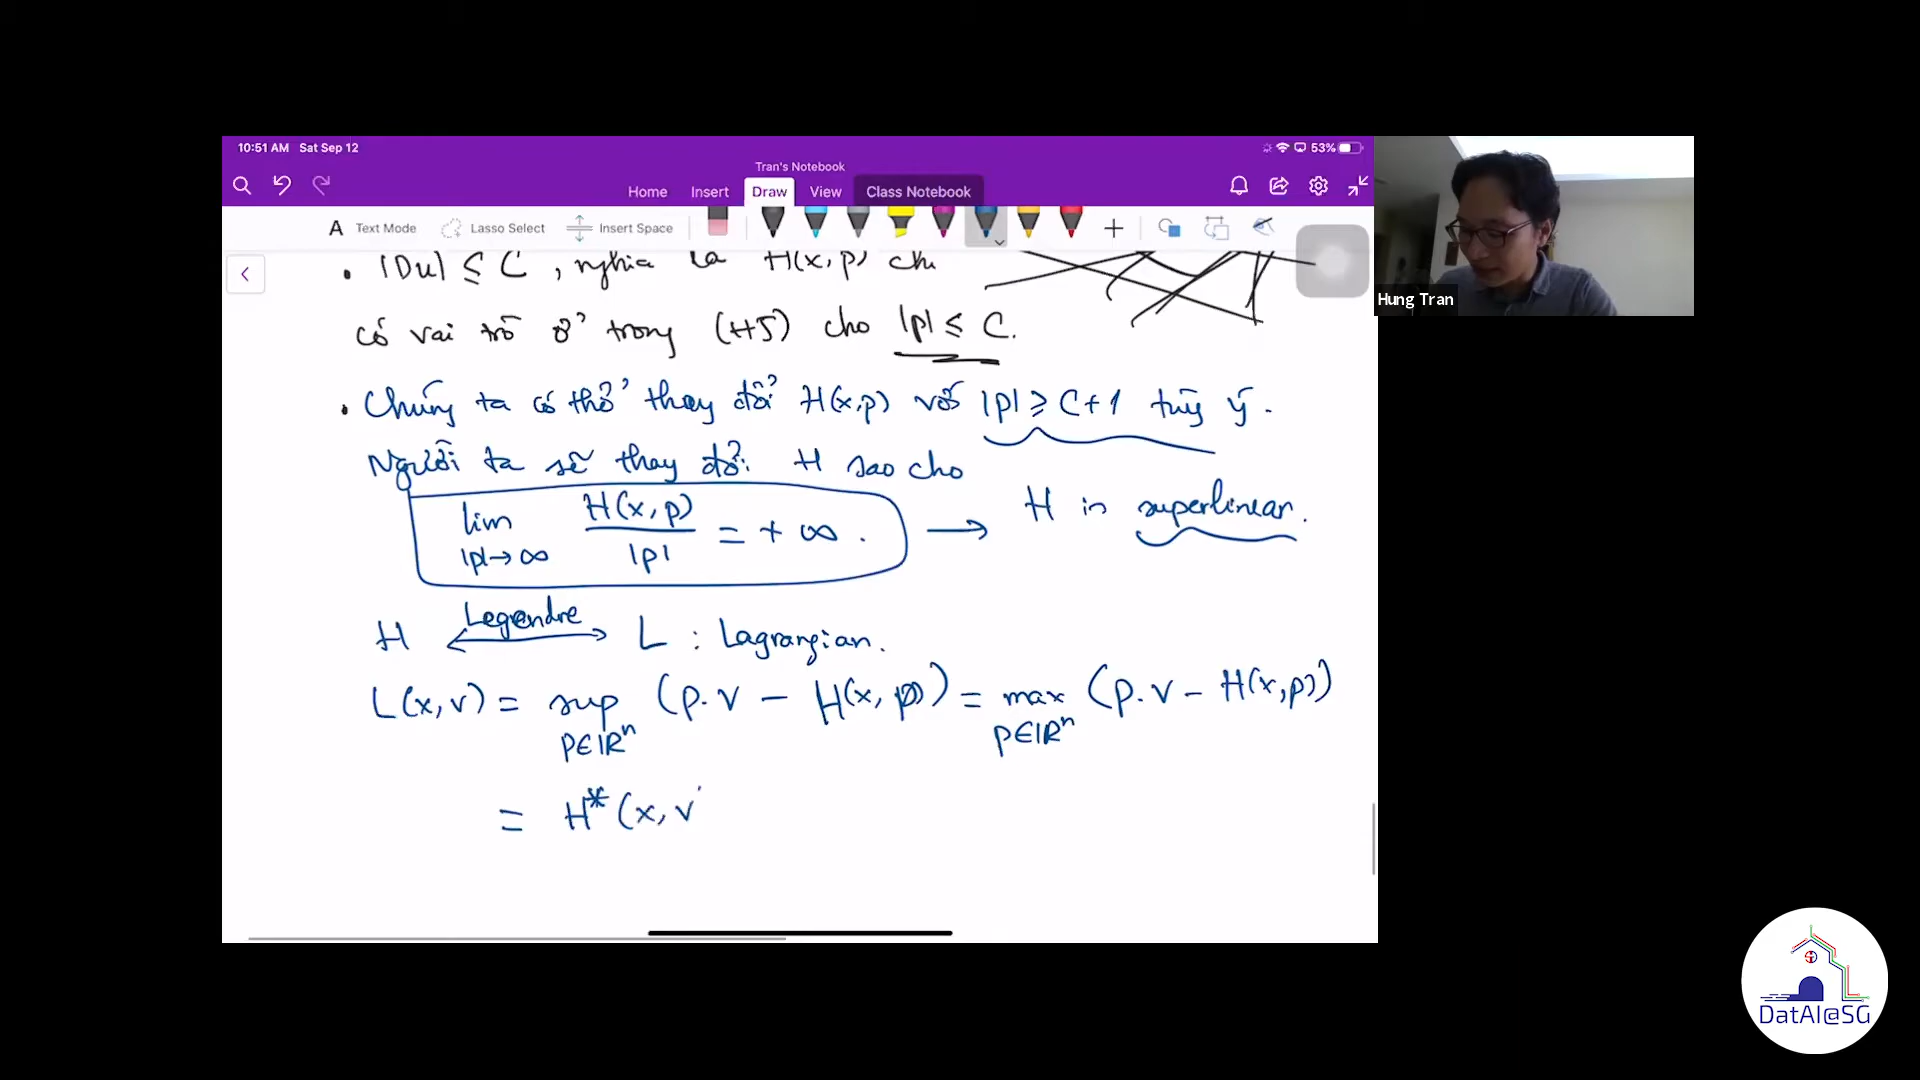 10:51 AM Sat Sep 12
53%
Tran's Notebook
Home Insert Draw View Class Notebook
A Text Mode Lasso Select Insert Space
• |Du| ≤ C, nghĩa là H(x,p) chỉ
có vai trò ở trong (H5) cho |p| ≤ C.
• Chúng ta có thể thay đổi H(x,p) với |p| ≥ C+1 tùy ý.
Người ta sẽ thay đổi H sao cho
lim |p|→∞ H(x,p)/|p| = +∞. → H is superlinear.
H Legendre ⟷ L : Lagrangian.
L(x,v) = sup p∈ℝⁿ (p·v − H(x,p)) = max p∈ℝⁿ (p·v − H(x,p))
= H*(x,v
Hung Tran
DatAI@SG